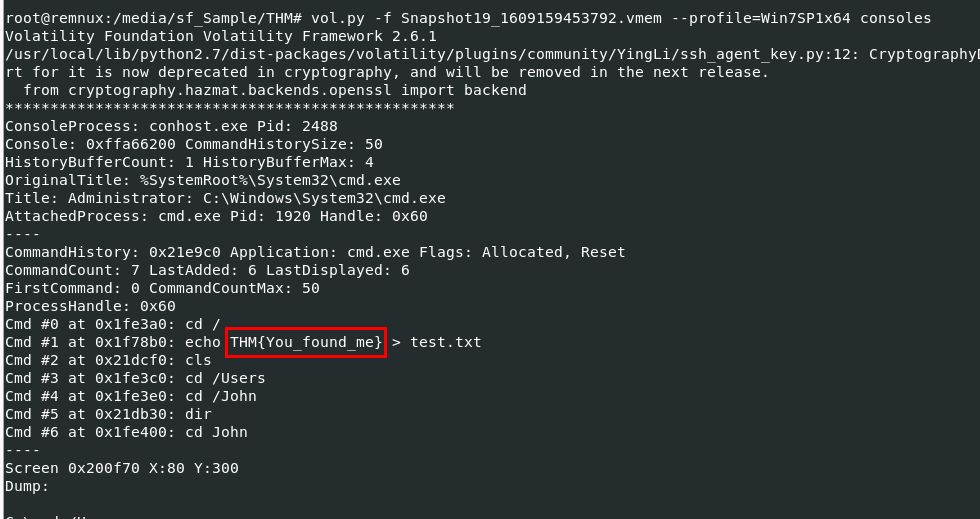 root@remnux:/media/sf_Sample/THM# vol.py -f Snapshot19_1609159453792.vmem --profile=Win7SP1x64 consoles
Volatility Foundation Volatility Framework 2.6.1
/usr/local/lib/python2.7/dist-packages/volatility/plugins/community/YingLi/ssh_agent_key.py:12: CryptographyD
rt for it is now deprecated in cryptography, and will be removed in the next release.
  from cryptography.hazmat.backends.openssl import backend
**************************************************
ConsoleProcess: conhost.exe Pid: 2488
Console: 0xffa66200 CommandHistorySize: 50
HistoryBufferCount: 1 HistoryBufferMax: 4
OriginalTitle: %SystemRoot%\System32\cmd.exe
Title: Administrator: C:\Windows\System32\cmd.exe
AttachedProcess: cmd.exe Pid: 1920 Handle: 0x60
----
CommandHistory: 0x21e9c0 Application: cmd.exe Flags: Allocated, Reset
CommandCount: 7 LastAdded: 6 LastDisplayed: 6
FirstCommand: 0 CommandCountMax: 50
ProcessHandle: 0x60
Cmd #0 at 0x1fe3a0: cd /
Cmd #1 at 0x1f78b0: echo THM{You_found_me} > test.txt
Cmd #2 at 0x21dcf0: cls
Cmd #3 at 0x1fe3c0: cd /Users
Cmd #4 at 0x1fe3e0: cd /John
Cmd #5 at 0x21db30: dir
Cmd #6 at 0x1fe400: cd John
----
Screen 0x200f70 X:80 Y:300
Dump: